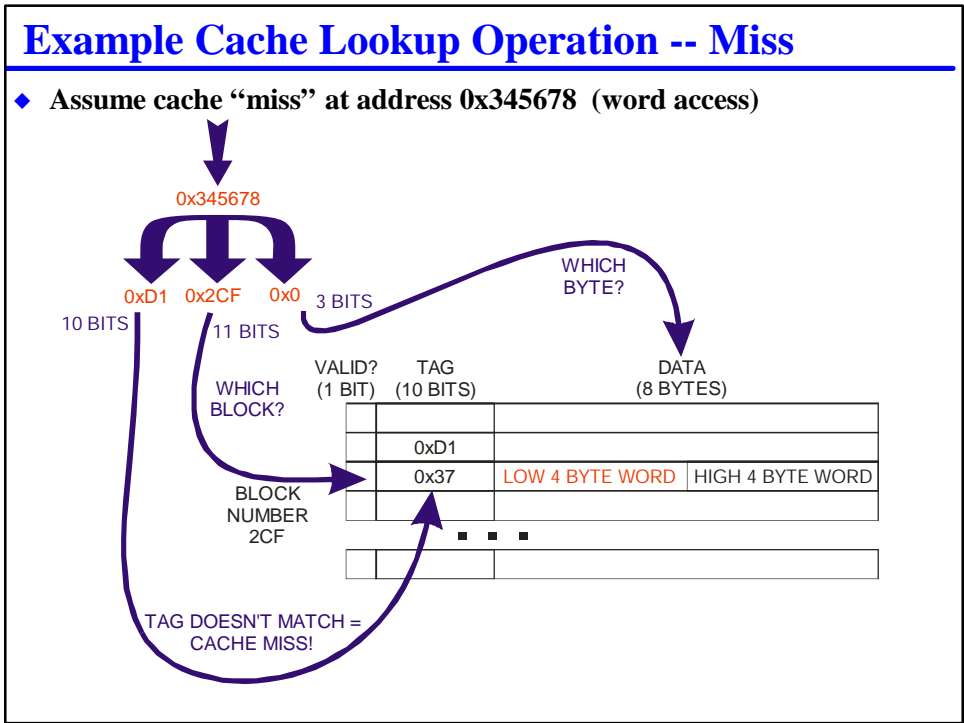 Example Cache Lookup Operation -- Miss
◆ Assume cache “miss” at address 0x345678 (word access)
0x345678
0xD1 0x2CF 0x0 3 BITS
10 BITS 11 BITS
WHICH
BYTE?
WHICH
BLOCK?
VALID?
(1 BIT)
TAG
(10 BITS)
DATA
(8 BYTES)
0xD1
0x37 LOW 4 BYTE WORD HIGH 4 BYTE WORD
BLOCK
NUMBER
2CF
. . .
TAG DOESN'T MATCH =
CACHE MISS!